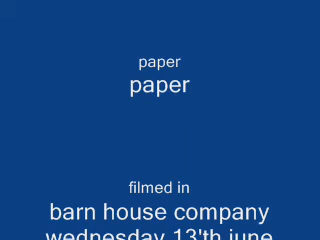 paper
paper
filmed in
barn house company
wednesday 13'th june